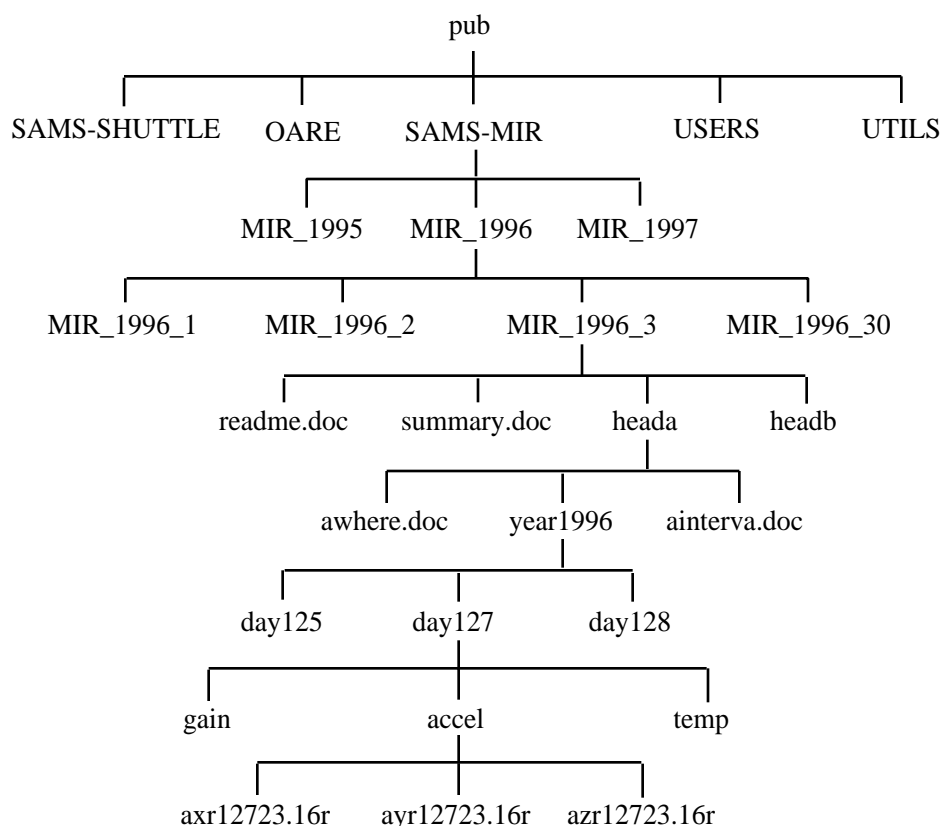 pub
SAMS-SHUTTLE OARE SAMS-MIR USERS UTILS
MIR_1995 MIR_1996 MIR_1997
MIR_1996_1 MIR_1996_2 MIR_1996_3 MIR_1996_30
readme.doc summary.doc heada headb
awhere.doc year1996 ainterva.doc
day125 day127 day128
gain accel temp
axr12723.16r ayr12723.16r azr12723.16r